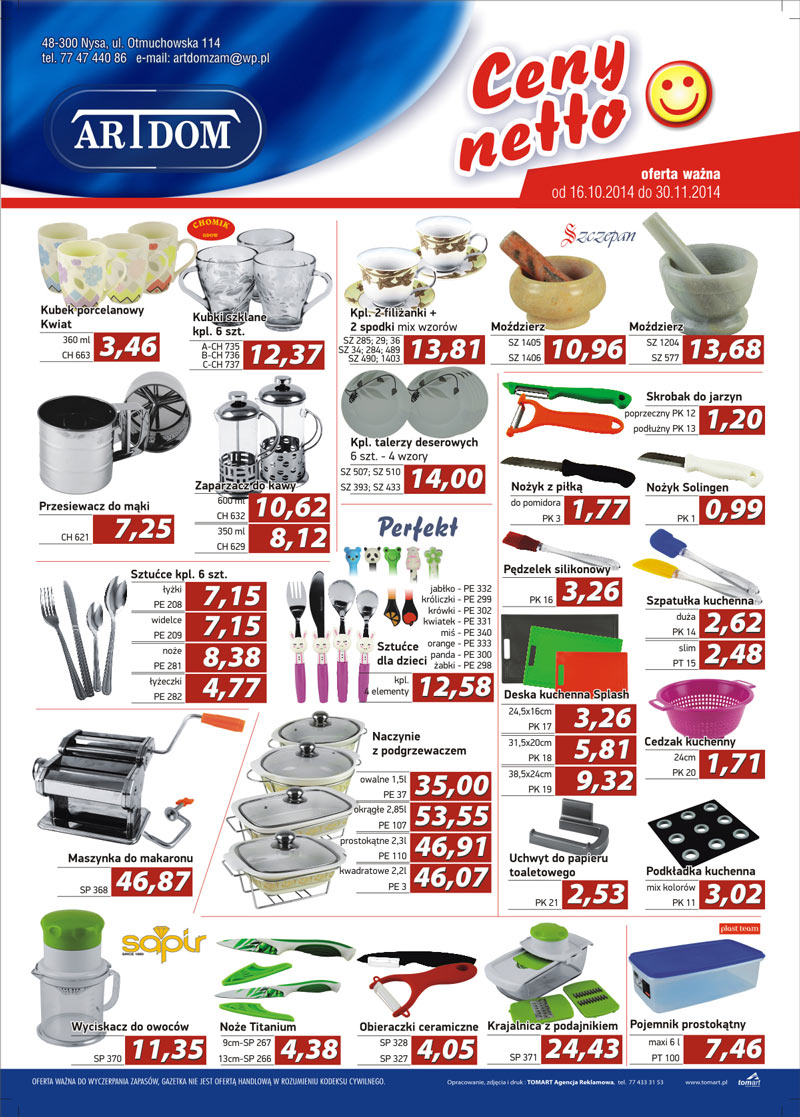 48-300 Nysa, ul. Otmuchowska 114
tel. 77 47 440 86 e-mail: artdomzam@wp.pl
ARTDOM
Ceny
netto
oferta ważna
od 16.10.2014 do 30.11.2014
CHOMIK
GROW
Kubek porcelanowy
Kwiat
360 ml
CH 663
3,46
Kubki szklane
kpl. 6 szt.
A-CH 735
B-CH 736
C-CH 737
12,37
Kpl. 2 filiżanki +
2 spodki mix wzorów
SZ 285; 29; 36
SZ 34; 284; 489
SZ 490; 1403
13,81
Szczepan
Moździerz
SZ 1405
SZ 1406
10,96
Moździerz
SZ 1204
SZ 577
13,68
Przesiewacz do mąki
CH 621
7,25
Zaparzacz do kawy
600 ml
CH 632
10,62
350 ml
CH 629
8,12
Kpl. talerzy deserowych
6 szt. - 4 wzory
SZ 507; SZ 510
SZ 393; SZ 433
14,00
Skrobak do jarzyn
poprzeczny PK 12
podłużny PK 13
1,20
Nożyk z piłką
do pomidora
PK 3
1,77
Nożyk Solingen
PK 1
0,99
Pędzelek silikonowy
PK 16
3,26
Szpatułka kuchenna
duża
PK 14
2,62
slim
PT 15
2,48
Sztućce kpl. 6 szt.
łyżki
PE 208
7,15
widelce
PE 209
7,15
noże
PE 281
8,38
łyżeczki
PE 282
4,77
Perfekt
jabłko - PE 332
króliczki - PE 299
krówki - PE 302
kwiatek - PE 331
miś - PE 340
orange - PE 333
panda - PE 300
żabki - PE 298
Sztućce
dla dzieci
kpl.
4 elementy
12,58
Deska kuchenna Splash
24,5x16cm
PK 17
3,26
31,5x20cm
PK 18
5,81
38,5x24cm
PK 19
9,32
Cedzak kuchenny
24cm
PK 20
1,71
Maszynka do makaronu
SP 368
46,87
Naczynie
z podgrzewaczem
owalne 1,5l
PE 37
35,00
okrągłe 2,85l
PE 107
53,55
prostokątne 2,3l
PE 110
46,91
kwadratowe 2,2l
PE 3
46,07
Uchwyt do papieru
toaletowego
PK 21
2,53
Podkładka kuchenna
mix kolorów
PK 11
3,02
sapir
SINCE 1980
Wyciskacz do owoców
SP 370
11,35
Noże Titanium
9cm-SP 267
13cm-SP 266
4,38
Obieraczki ceramiczne
SP 328
SP 327
4,05
Krajalnica z podajnikiem
SP 371
24,43
plast team
Pojemnik prostokątny
maxi 6 l
PT 100
7,46
OFERTA WAŻNA DO WYCZERPANIA ZAPASÓW, GAZETKA NIE JEST OFERTĄ HANDLOWĄ W ROZUMIENIU KODEKSU CYWILNEGO.
Opracowanie, zdjęcia i druk : TOMART Agencja Reklamowa, tel. 77 433 31 53
www.tomart.pl
tomart